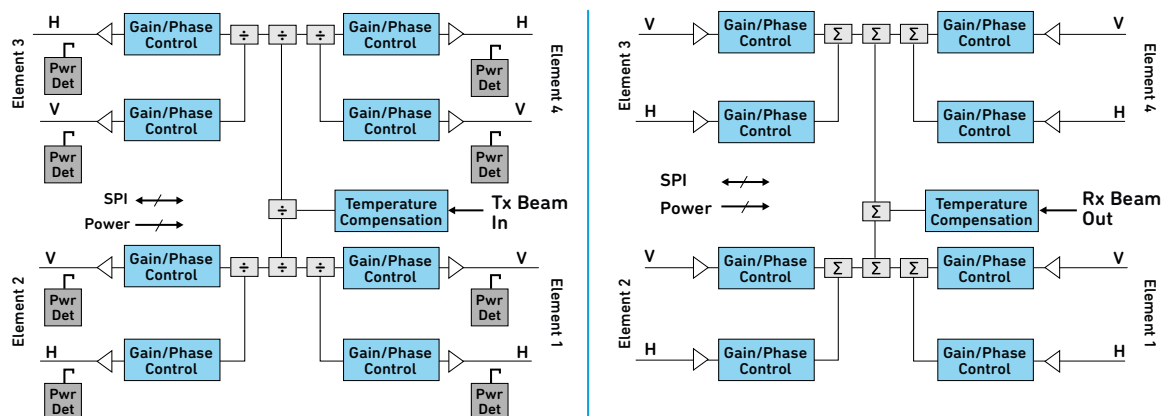 H
Gain/Phase
Control
÷
÷
÷
Gain/Phase
Control
H
Element 3
Pwr
Det
Pwr
Det
Element 4
V
Gain/Phase
Control
Gain/Phase
Control
V
Pwr
Det
Pwr
Det
SPI
Power
÷
Temperature
Compensation
Tx Beam
In
V
Gain/Phase
Control
÷
÷
÷
Gain/Phase
Control
V
Element 2
Pwr
Det
Pwr
Det
Element 1
H
Gain/Phase
Control
Gain/Phase
Control
H
Pwr
Det
Pwr
Det
V
Gain/Phase
Control
Σ
Σ
Σ
Gain/Phase
Control
V
Element 3
Element 4
H
Gain/Phase
Control
Gain/Phase
Control
H
SPI
Power
Σ
Temperature
Compensation
Rx Beam
Out
V
Gain/Phase
Control
Σ
Σ
Σ
Gain/Phase
Control
V
Element 2
Element 1
H
Gain/Phase
Control
Gain/Phase
Control
H